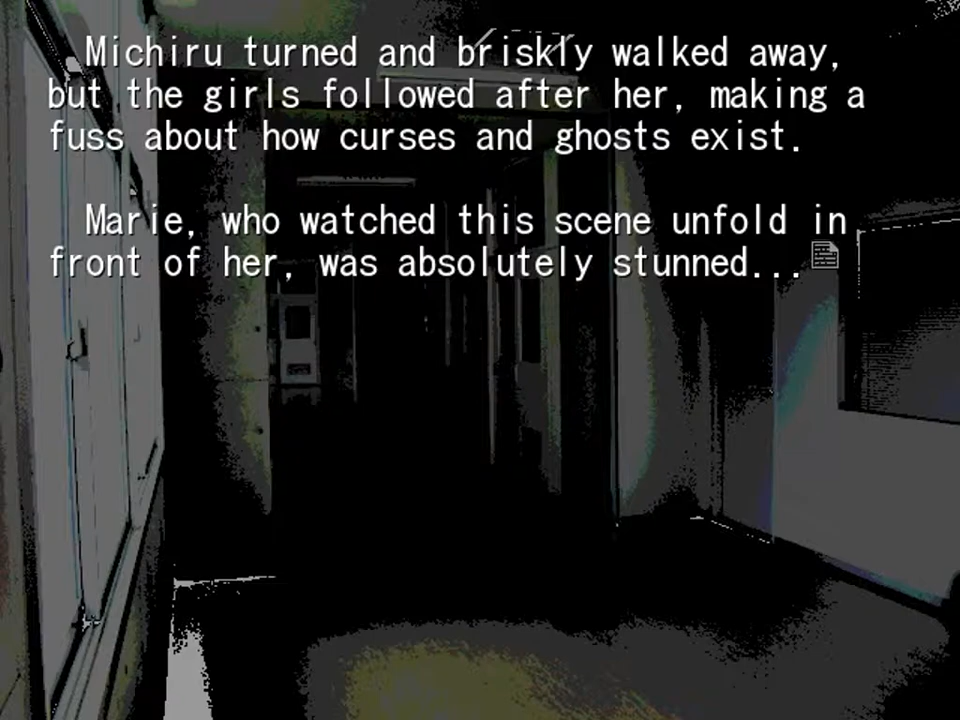 Michiru turned and briskly walked away,
but the girls followed after her, making a
fuss about how curses and ghosts exist.
Marie, who watched this scene unfold in
front of her, was absolutely stunned...